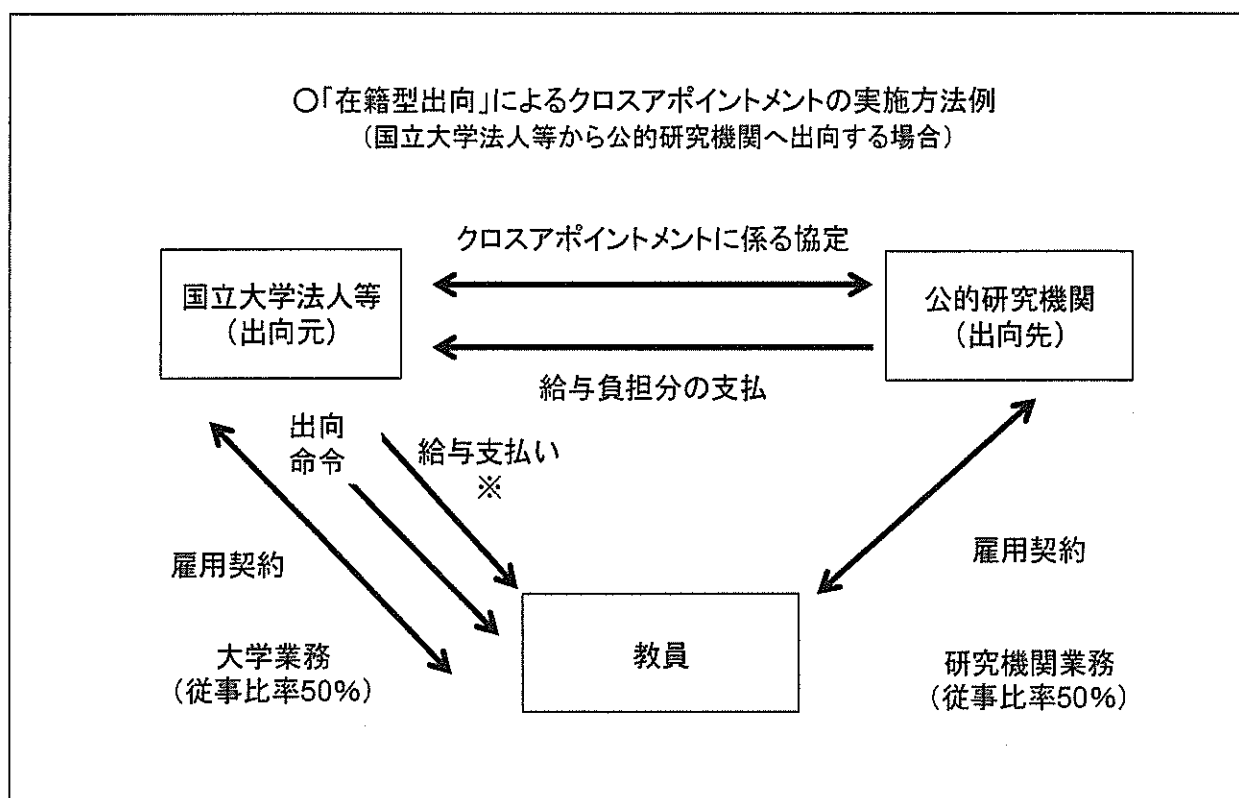 ○「在籍型出向」によるクロスアポイントメントの実施方法例
（国立大学法人等から公的研究機関へ出向する場合）
クロスアポイントメントに係る協定
国立大学法人等
（出向元）
公的研究機関
（出向先）
給与負担分の支払
出向
命令
給与支払い
※
雇用契約
雇用契約
教員
大学業務
（従事比率50%）
研究機関業務
（従事比率50%）